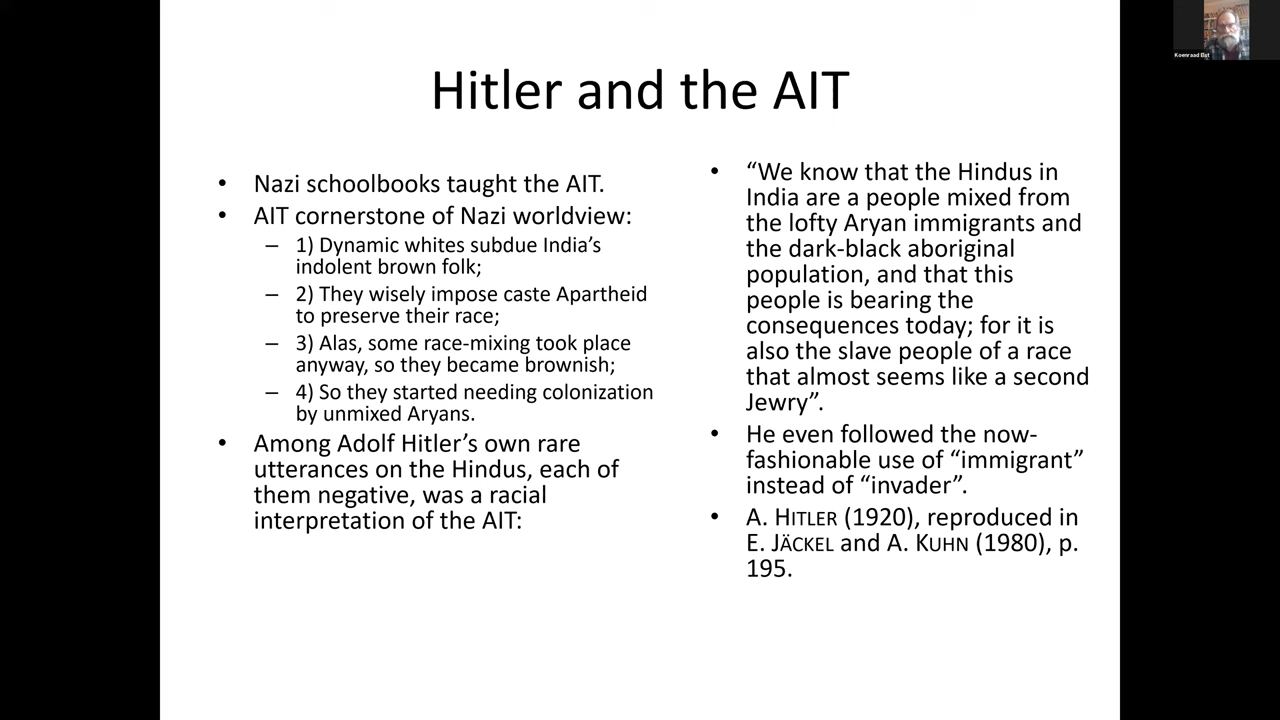 Hitler and the AIT
• Nazi schoolbooks taught the AIT.
• AIT cornerstone of Nazi worldview:
– 1) Dynamic whites subdue India’s
indolent brown folk;
– 2) They wisely impose caste Apartheid
to preserve their race;
– 3) Alas, some race-mixing took place
anyway, so they became brownish;
– 4) So they started needing colonization
by unmixed Aryans.
• Among Adolf Hitler’s own rare
utterances on the Hindus, each of
them negative, was a racial
interpretation of the AIT:
• “We know that the Hindus in
India are a people mixed from
the lofty Aryan immigrants and
the dark-black aboriginal
population, and that this
people is bearing the
consequences today; for it is
also the slave people of a race
that almost seems like a second
Jewry”.
• He even followed the now-
fashionable use of “immigrant”
instead of “invader”.
• A. HITLER (1920), reproduced in
E. JÄCKEL and A. KUHN (1980), p.
195.
Koenraad Elst